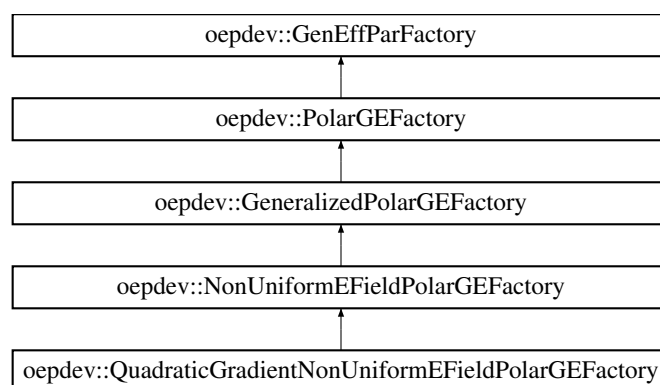 oepdev::GenEffParFactory
oepdev::PolarGEFactory
oepdev::GeneralizedPolarGEFactory
oepdev::NonUniformEFieldPolarGEFactory
oepdev::QuadraticGradientNonUniformEFieldPolarGEFactory